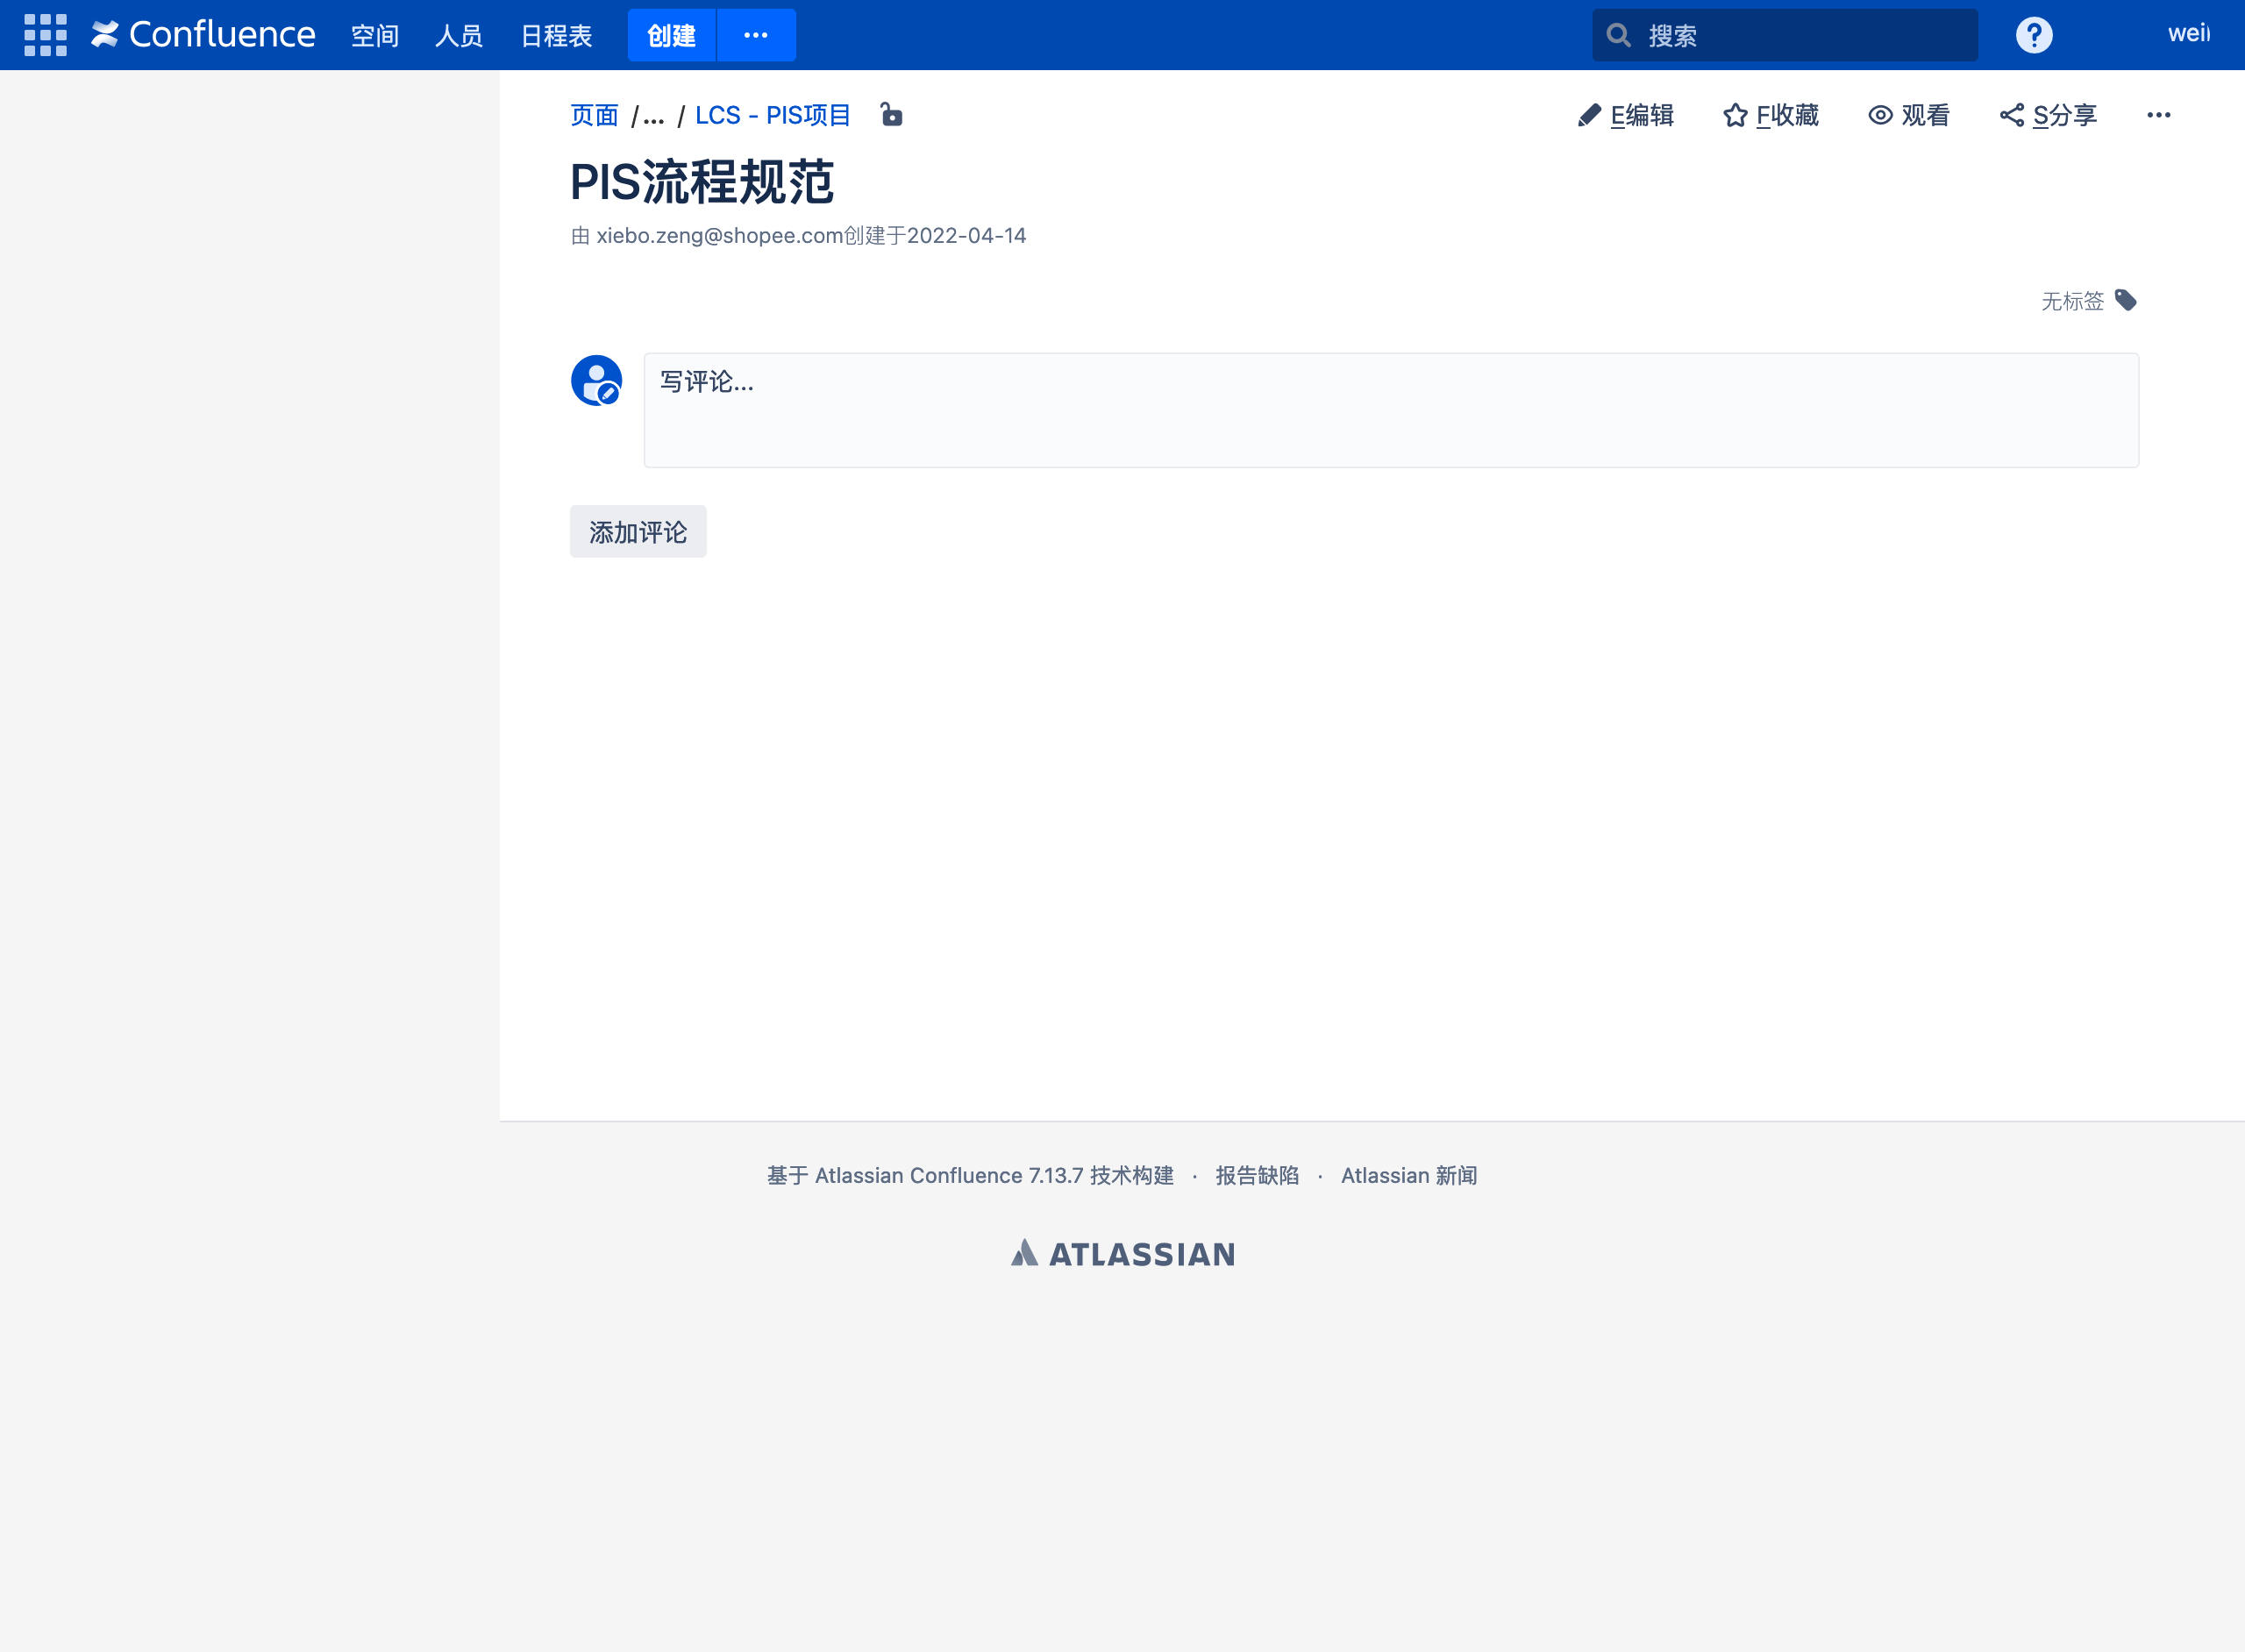 Confluence 空间 人员 日程表 创建 ... 搜索 ? wei
页面 /... / LCS - PIS项目 E编辑 F收藏 观看 S分享 ...
PIS流程规范
由 xiebo.zeng@shopee.com创建于2022-04-14
无标签
写评论...
添加评论
基于 Atlassian Confluence 7.13.7 技术构建 · 报告缺陷 · Atlassian 新闻
ATLASSIAN